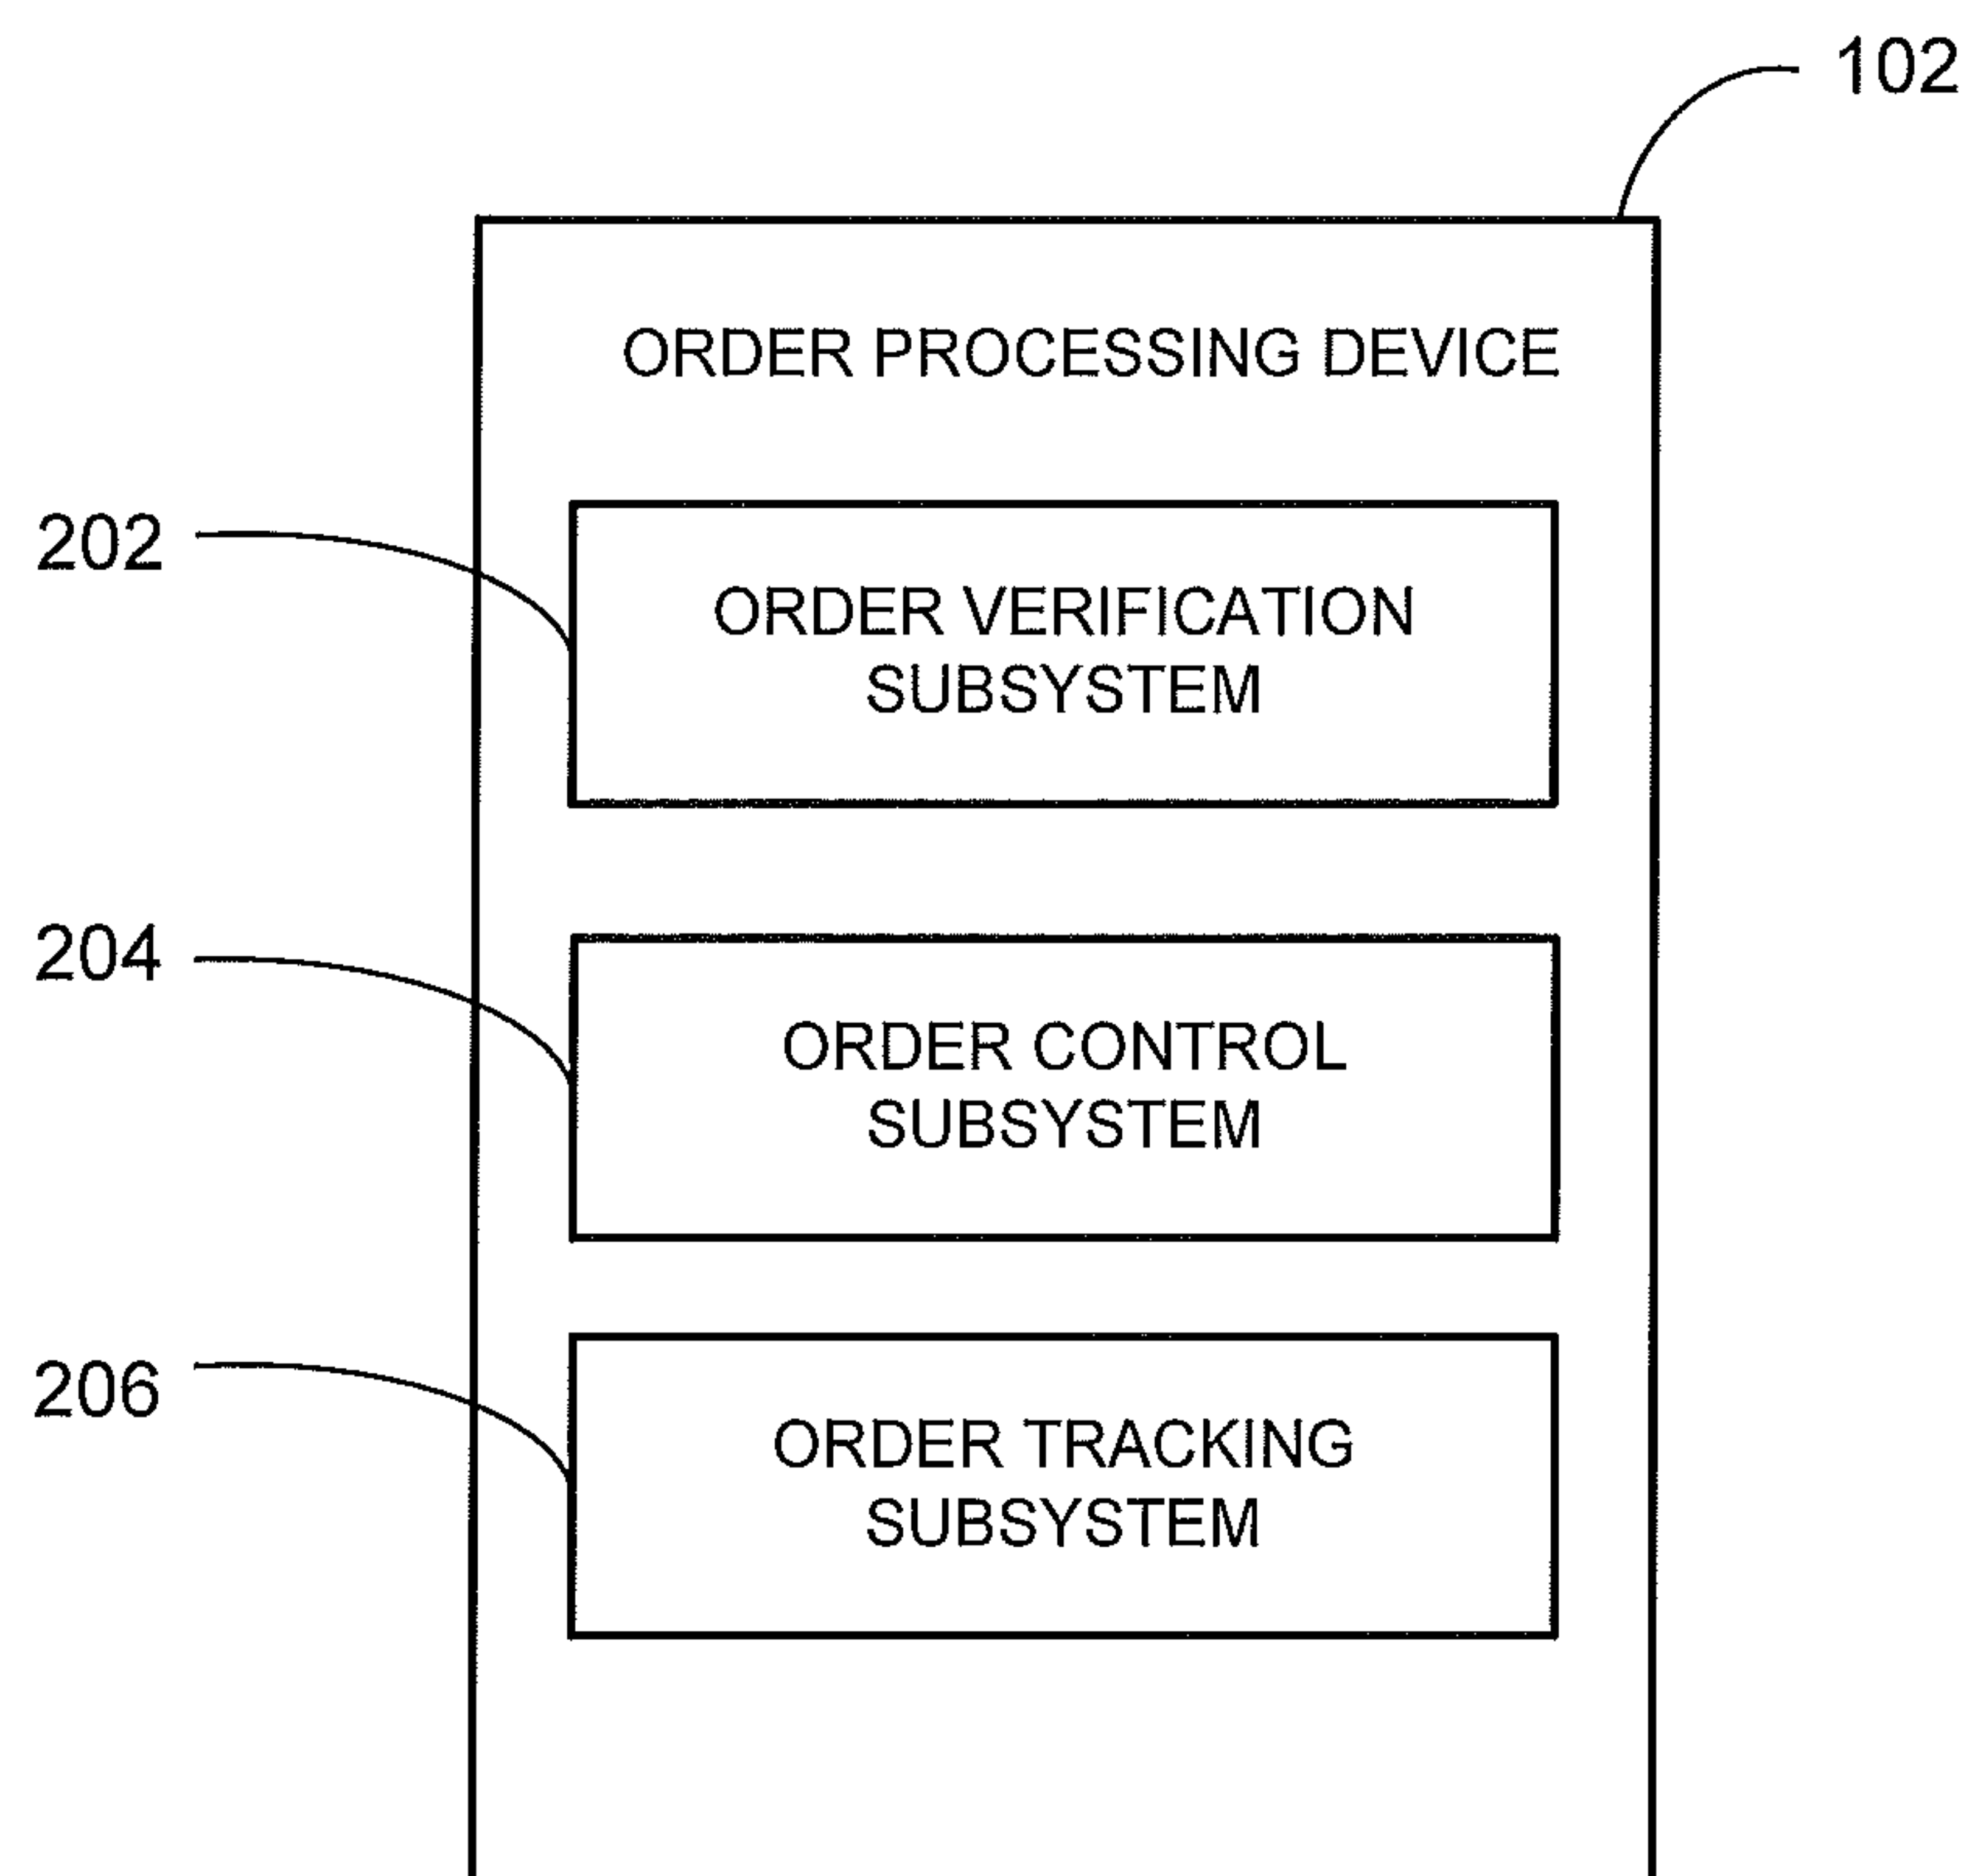 102
ORDER PROCESSING DEVICE
202
ORDER VERIFICATION
SUBSYSTEM
204
ORDER CONTROL
SUBSYSTEM
206
ORDER TRACKING
SUBSYSTEM